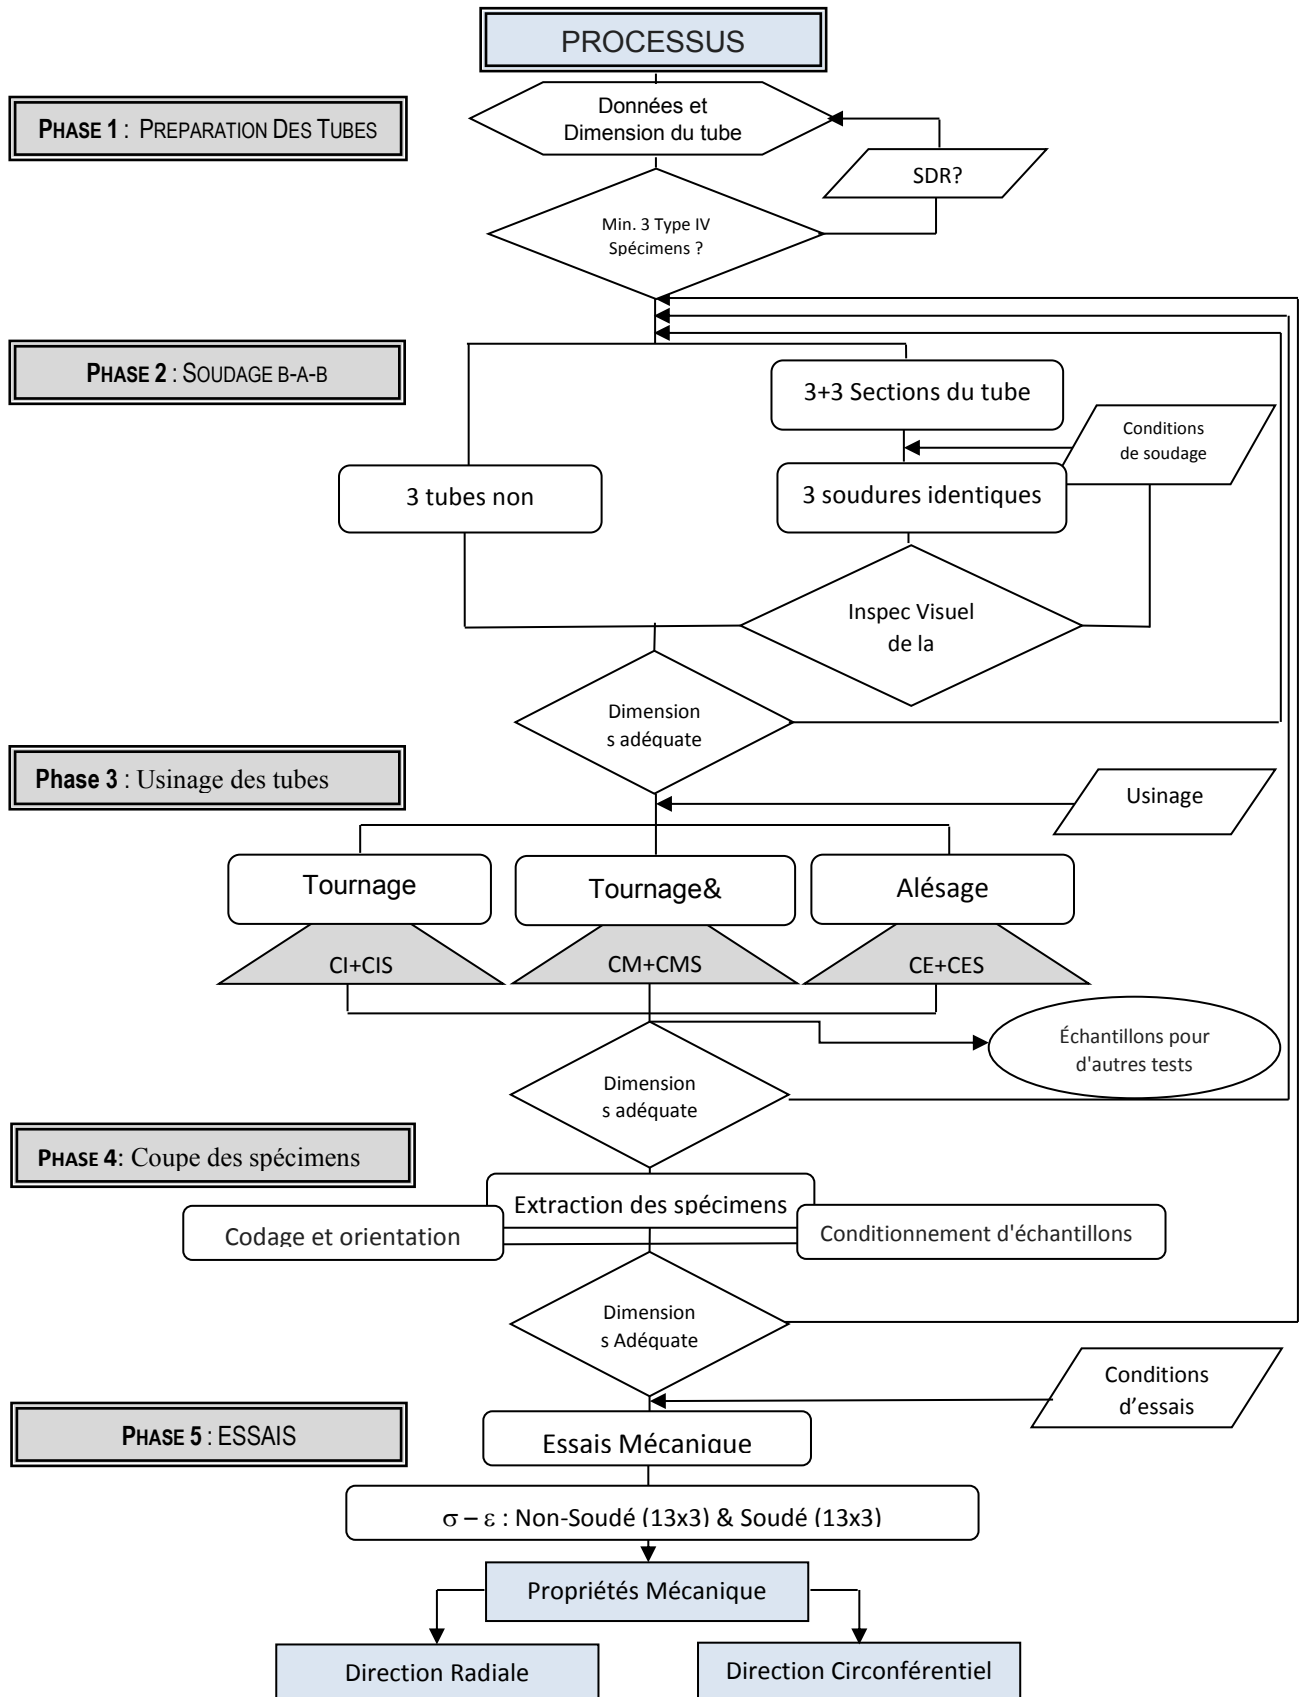 PROCESSUS
PHASE 1 : PREPARATION DES TUBES
Données et
Dimension du tube
SDR?
Min. 3 Type IV
Spécimens ?
PHASE 2 : SOUDAGE B-A-B
3+3 Sections du tube
Conditions
de soudage
3 tubes non
3 soudures identiques
Inspec Visuel
de la
Dimension
s adéquate
Phase 3 : Usinage des tubes
Usinage
Tournage
Tournage&
Alésage
CI+CIS
CM+CMS
CE+CES
Échantillons pour
d'autres tests
Dimension
s adéquate
PHASE 4: Coupe des spécimens
Extraction des spécimens
Codage et orientation
Conditionnement d'échantillons
Dimension
s Adéquate
Conditions
d’essais
PHASE 5 : ESSAIS
Essais Mécanique
σ – ε : Non-Soudé (13x3) & Soudé (13x3)
Propriétés Mécanique
Direction Radiale
Direction Circonférentiel